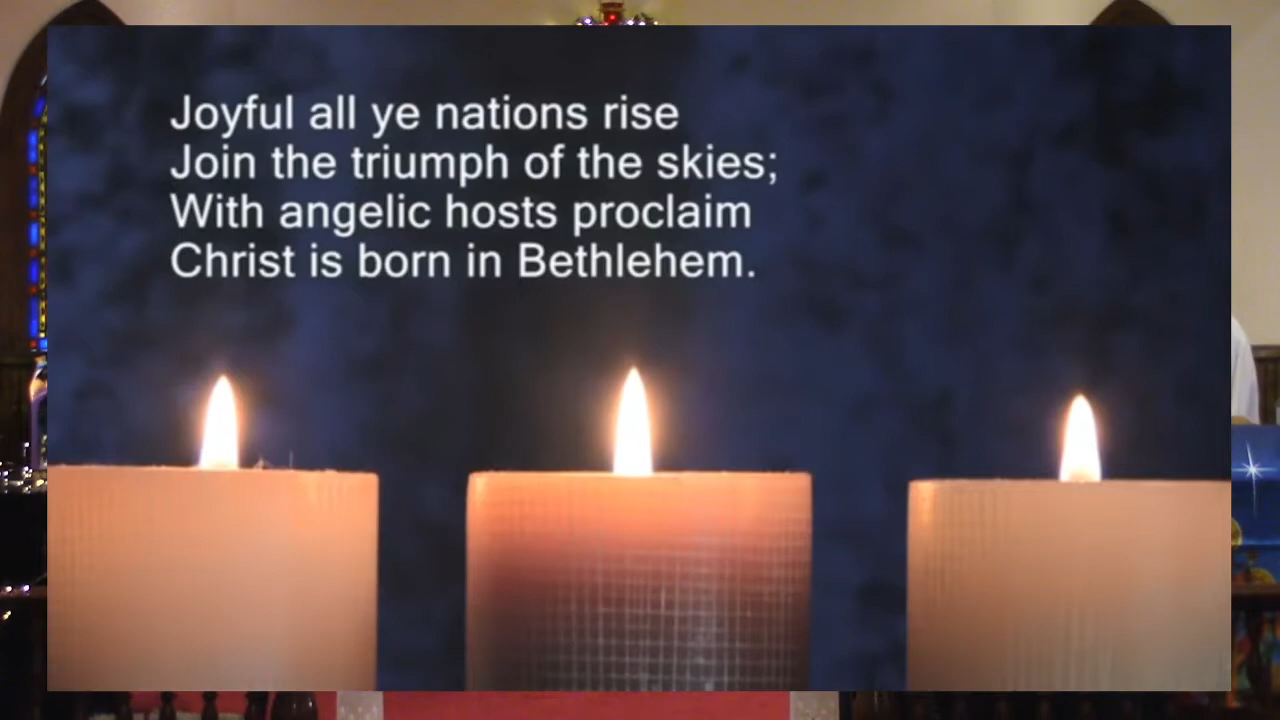 Joyful all ye nations rise
Join the triumph of the skies;
With angelic hosts proclaim
Christ is born in Bethlehem.